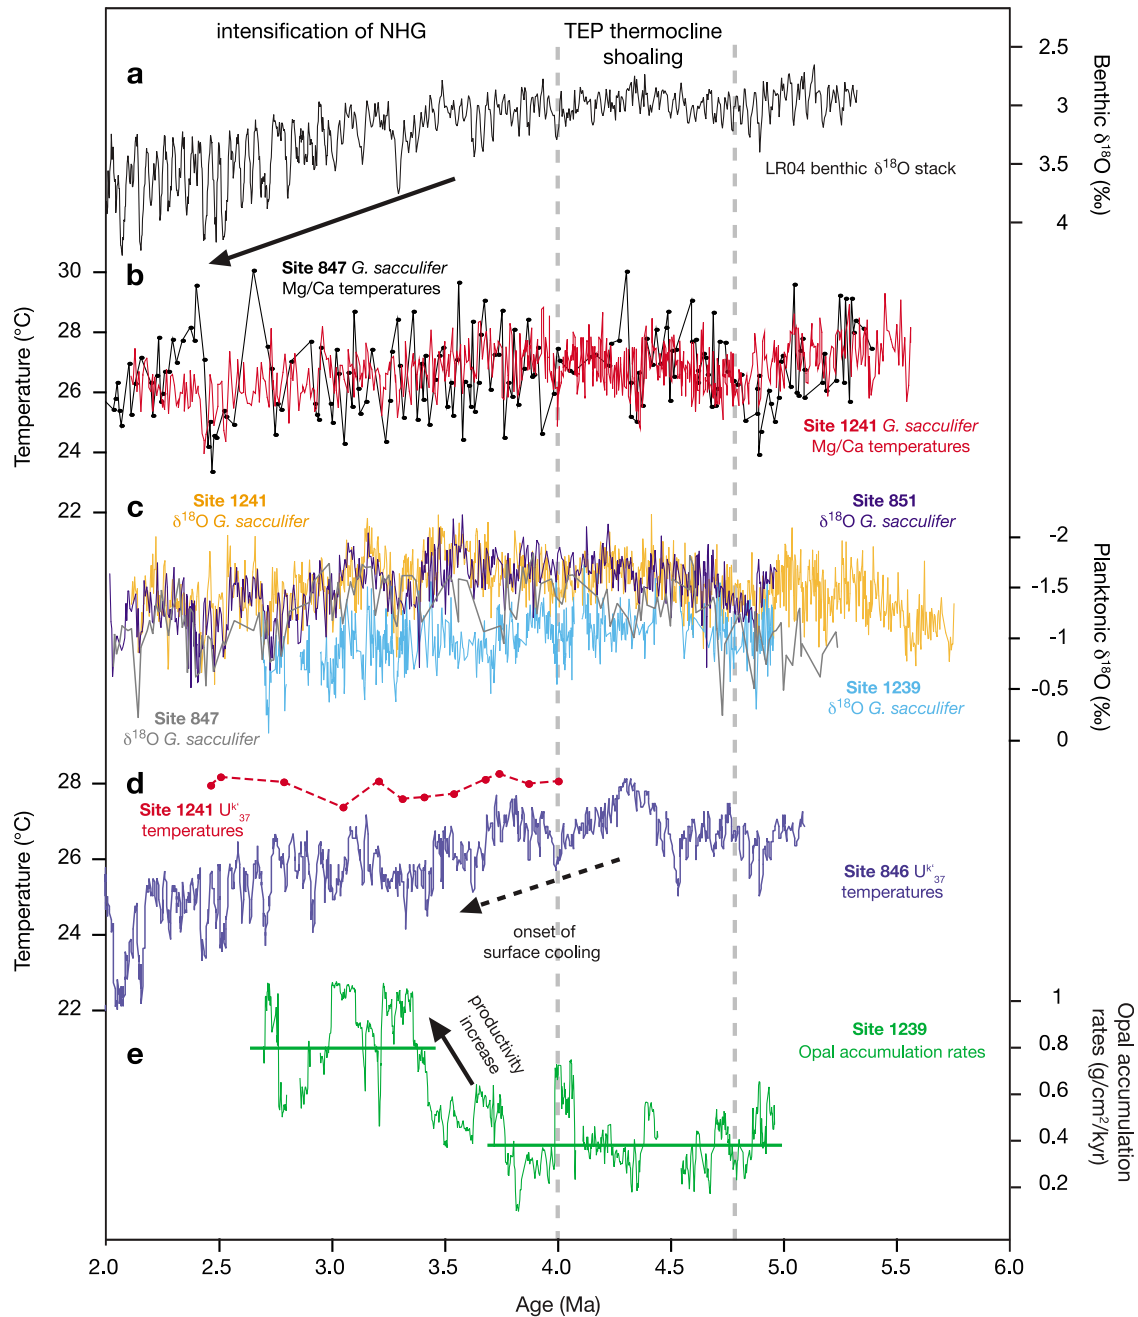 intensification of NHG
TEP thermocline
shoaling
a
2.5
3
3.5
4
Benthic δ¹⁸O (‰)
LR04 benthic δ¹⁸O stack
b
Site 847 G. sacculifer
Mg/Ca temperatures
30
28
26
24
22
Temperature (°C)
Site 1241 G. sacculifer
Mg/Ca temperatures
c
Site 1241
δ¹⁸O G. sacculifer
Site 851
δ¹⁸O G. sacculifer
-2
-1.5
-1
-0.5
0
Planktonic δ¹⁸O (‰)
Site 847
δ¹⁸O G. sacculifer
Site 1239
δ¹⁸O G. sacculifer
d
28
26
24
22
Temperature (°C)
Site 1241 Uᵏ'₃₇
temperatures
Site 846 Uᵏ'₃₇
temperatures
onset of
surface cooling
e
productivity
increase
Site 1239
Opal accumulation rates
1
0.8
0.6
0.4
0.2
Opal accumulation
rates (g/cm²/kyr)
2.0
2.5
3.0
3.5
4.0
4.5
5.0
5.5
6.0
Age (Ma)